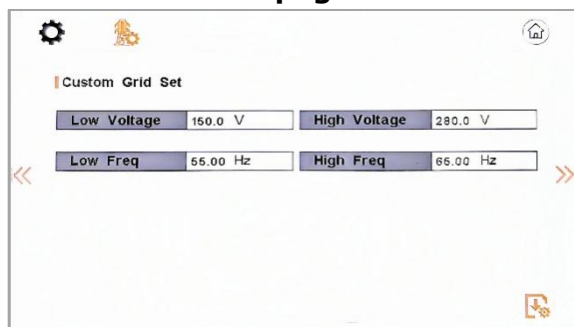 Custom Grid Set
Low Voltage 150.0 V High Voltage 280.0 V
Low Freq 55.00 Hz High Freq 65.00 Hz